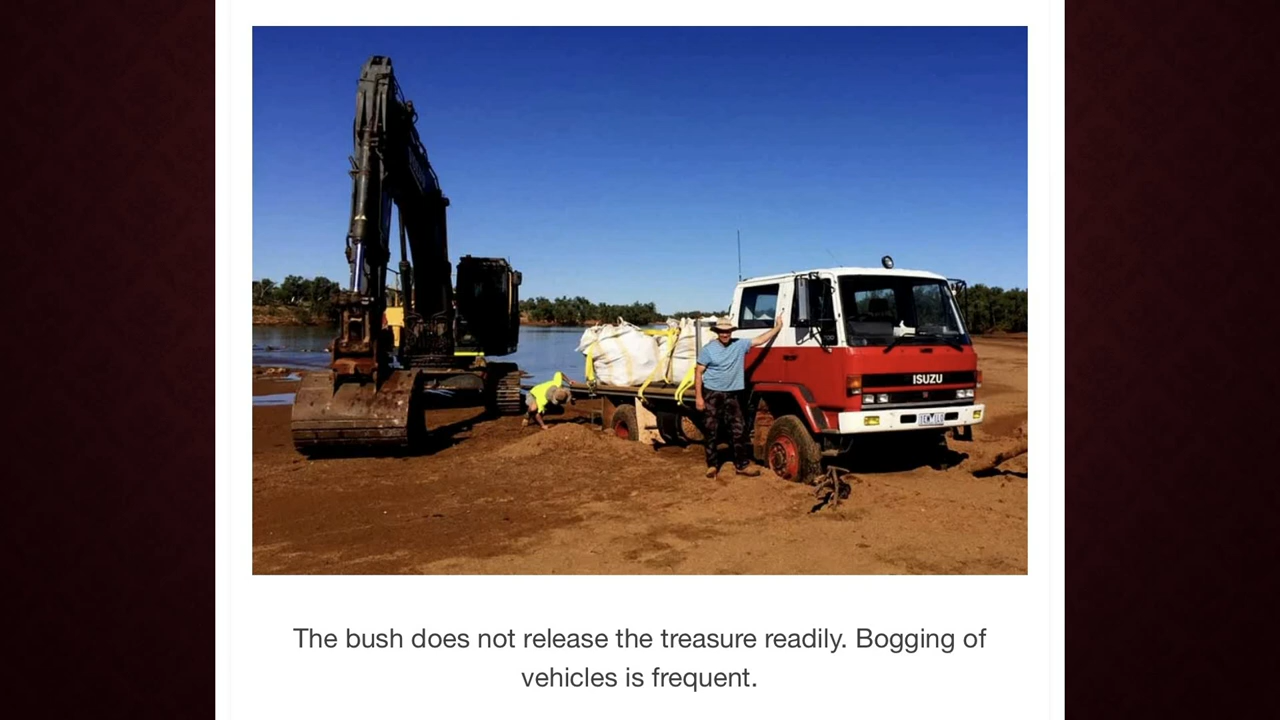 ISUZU
The bush does not release the treasure readily. Bogging of
vehicles is frequent.